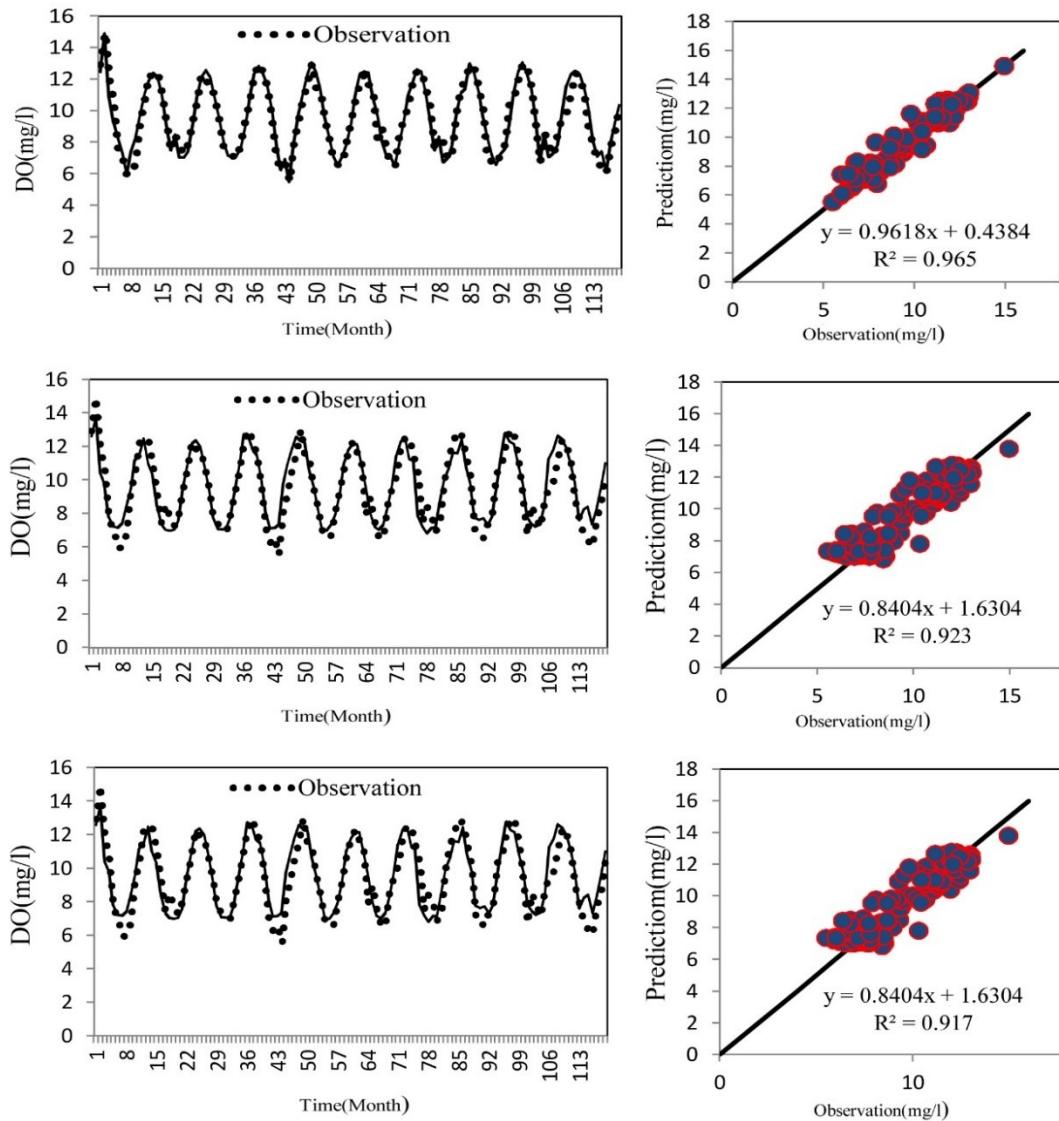 16
14
12
10
8
6
4
2
0
DO(mg/l)
Observation
1 8 15 22 29 36 43 50 57 64 71 78 85 92 99 106 113
Time(Month)
18
16
14
12
10
8
6
4
2
0
Predictiom(mg/l)
y = 0.9618x + 0.4384
R² = 0.965
0 5 10 15
Observation(mg/l)
16
14
12
10
8
6
4
2
0
DO(mg/l)
Observation
1 8 15 22 29 36 43 50 57 64 71 78 85 92 99 106 113
Time(Month)
18
16
14
12
10
8
6
4
2
0
Predictiom(mg/l)
y = 0.8404x + 1.6304
R² = 0.923
0 5 10 15
Observation(mg/l)
16
14
12
10
8
6
4
2
0
DO(mg/l)
Observation
1 8 15 22 29 36 43 50 57 64 71 78 85 92 99 106 113
Time(Month)
18
16
14
12
10
8
6
4
2
0
Predictiom(mg/l)
y = 0.8404x + 1.6304
R² = 0.917
0 10
Observation(mg/l)